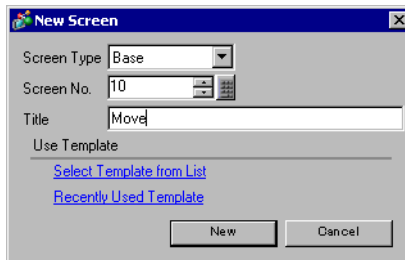 New Screen
Screen Type Base
Screen No. 10
Title Move
Use Template
Select Template from List
Recently Used Template
New Cancel